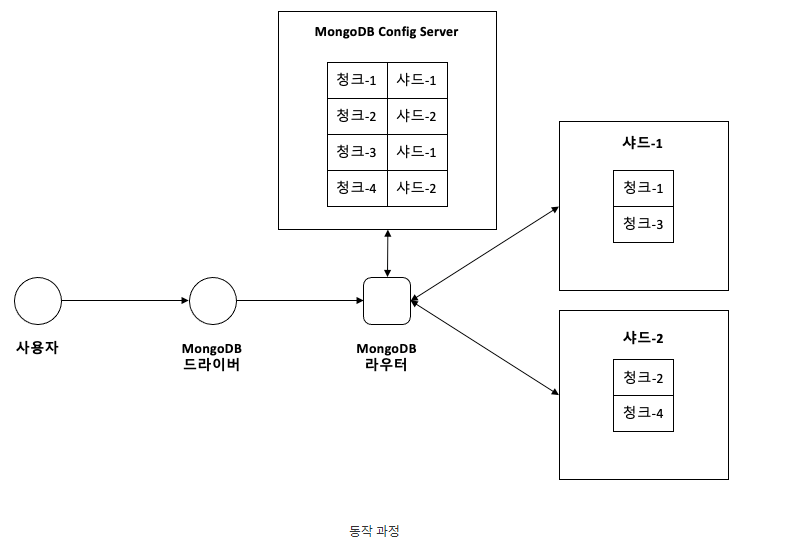 MongoDB Config Server
청크-1 샤드-1
청크-2 샤드-2
청크-3 샤드-1
청크-4 샤드-2
샤드-1
청크-1
청크-3
사용자
MongoDB
드라이버
MongoDB
라우터
샤드-2
청크-2
청크-4
동작 과정